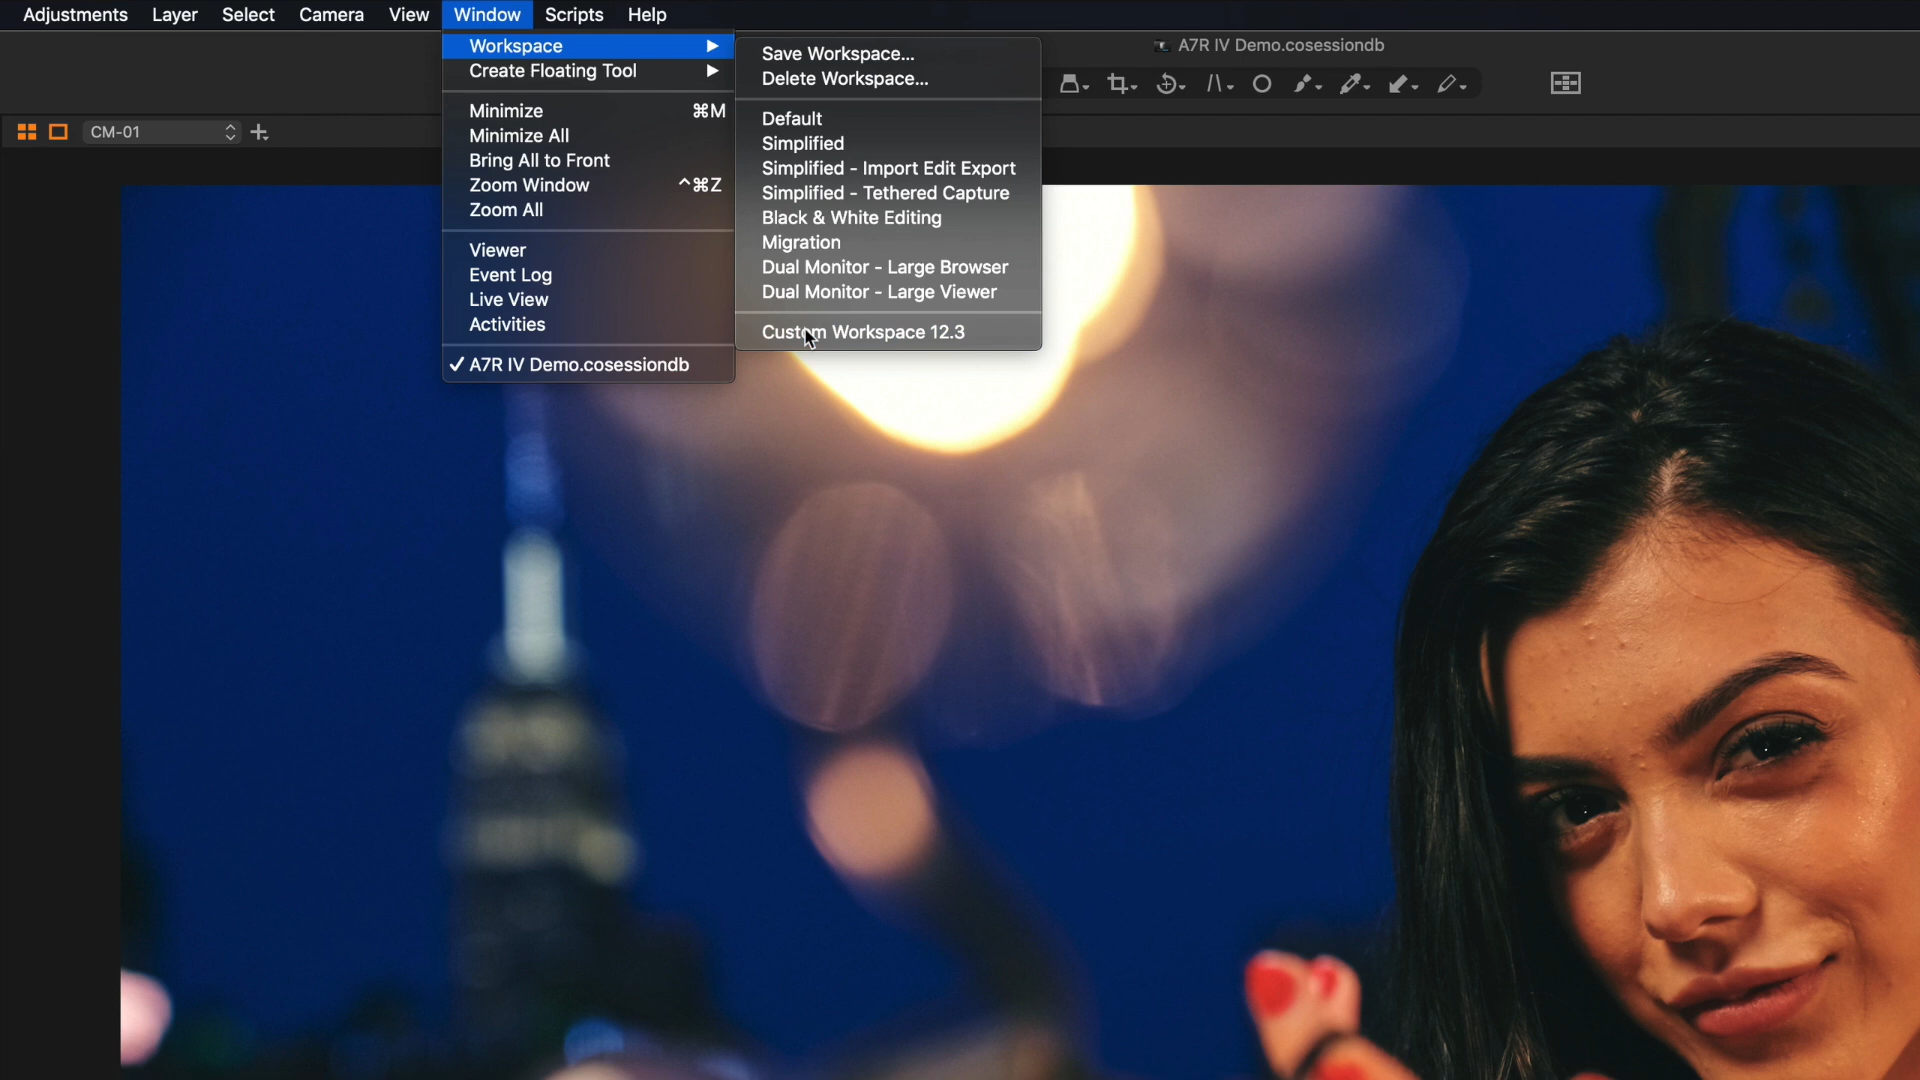 Adjustments Layer Select Camera View Window Scripts Help
A7R IV Demo.cosessiondb
CM-01
Workspace
Create Floating Tool
Minimize ⌘M
Minimize All
Bring All to Front
Zoom Window ^⌘Z
Zoom All
Viewer
Event Log
Live View
Activities
✓ A7R IV Demo.cosessiondb
Save Workspace...
Delete Workspace...
Default
Simplified
Simplified - Import Edit Export
Simplified - Tethered Capture
Black & White Editing
Migration
Dual Monitor - Large Browser
Dual Monitor - Large Viewer
Custom Workspace 12.3